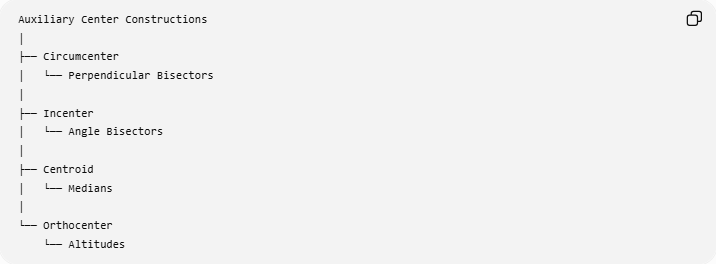 Auxiliary Center Constructions
│
├── Circumcenter
│   └── Perpendicular Bisectors
│
├── Incenter
│   └── Angle Bisectors
│
├── Centroid
│   └── Medians
│
└── Orthocenter
    └── Altitudes